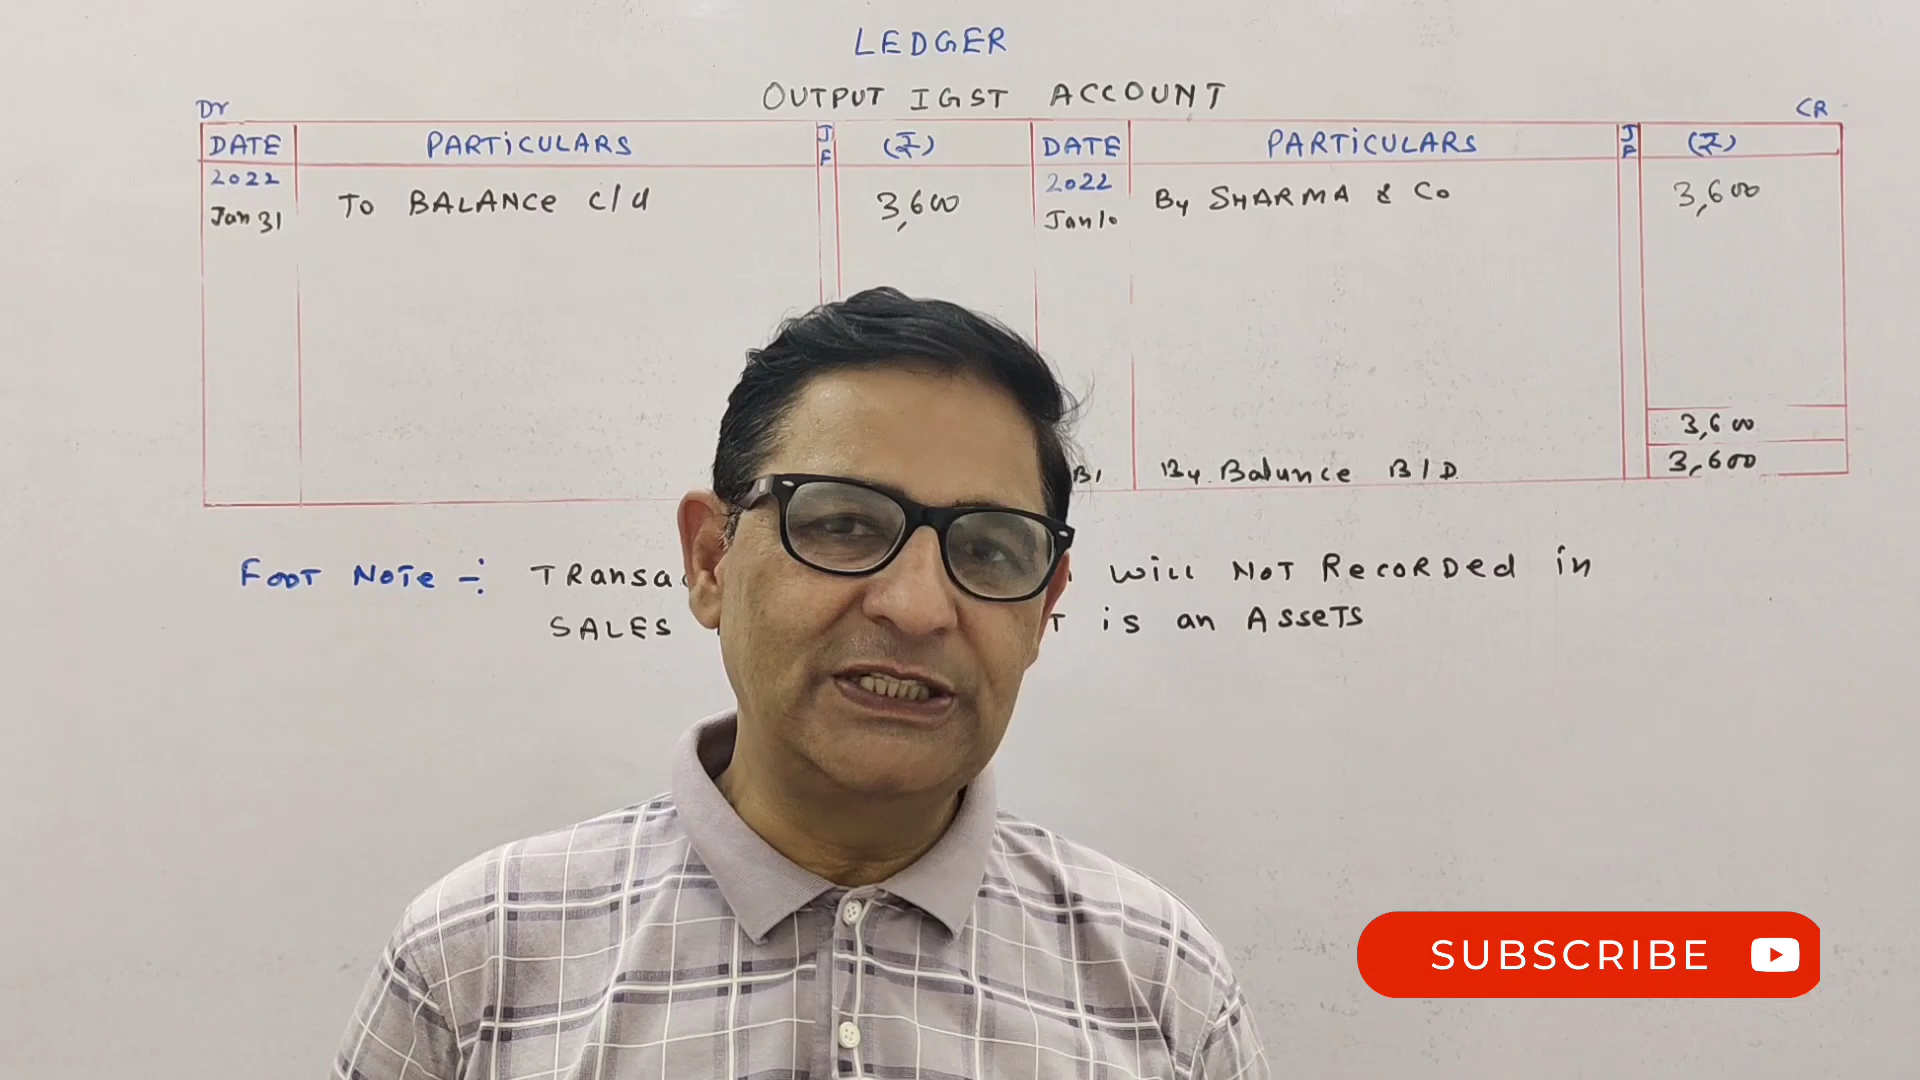 LEDGER
OUTPUT IGST ACCOUNT
Dr CR
DATE PARTiCULARS JF (₹) DATE PARTiCULARS JF (₹)
2022 2022
Jan 31 To BALANCe c/d 3,600 Jan 10 By SHARMA & Co 3,600
3,600
By Balance B/D 3,600
FOOT NoTe -: will NoT RecoRDed in
SALES is an AsseTs
SUBSCRIBE